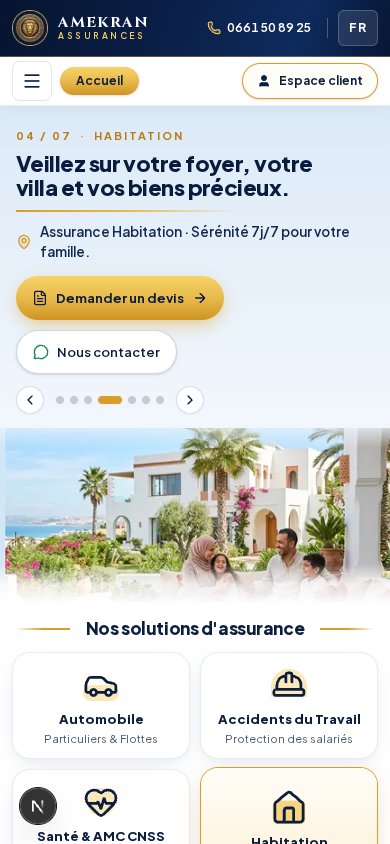 AMEKRAN
ASSURANCES
0661 50 89 25
FR
Accueil
Espace client
04 / 07 · HABITATION
Veillez sur votre foyer, votre
villa et vos biens précieux.
Assurance Habitation · Sérénité 7j/7 pour votre
famille.
Demander un devis
Nous contacter
Nos solutions d'assurance
Automobile
Particuliers & Flottes
Accidents du Travail
Protection des salariés
Santé & AMC CNSS
Habitation
N